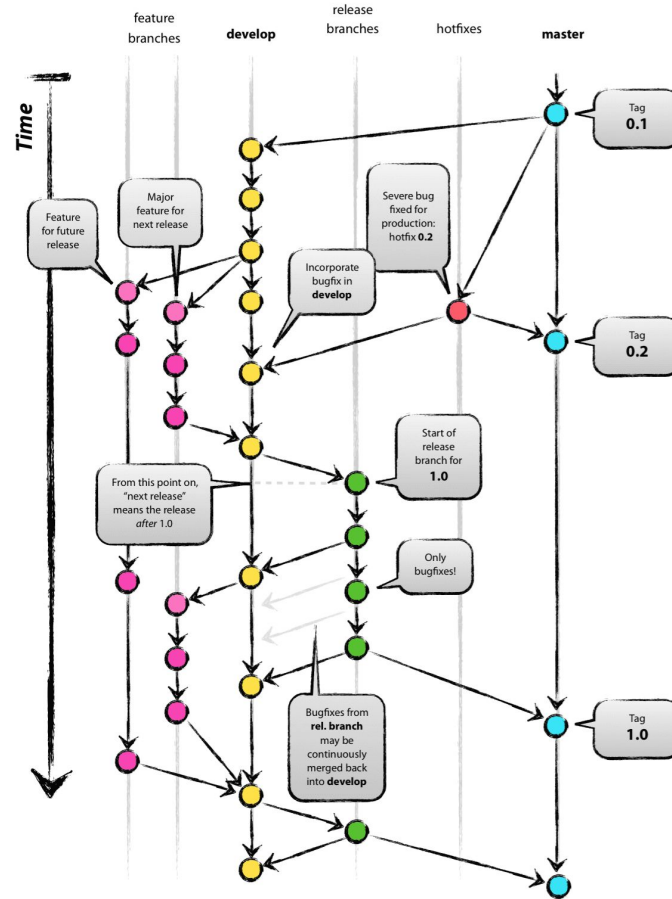 feature
branches
develop
release
branches
hotfixes
master
Time
Tag
0.1
Feature
for future
release
Major
feature for
next release
Severe bug
fixed for
production:
hotfix 0.2
Incorporate
bugfix in
develop
Tag
0.2
Start of
release
branch for
1.0
From this point on,
“next release”
means the release
after 1.0
Only
bugfixes!
Bugfixes from
rel. branch
may be
continuously
merged back
into develop
Tag
1.0